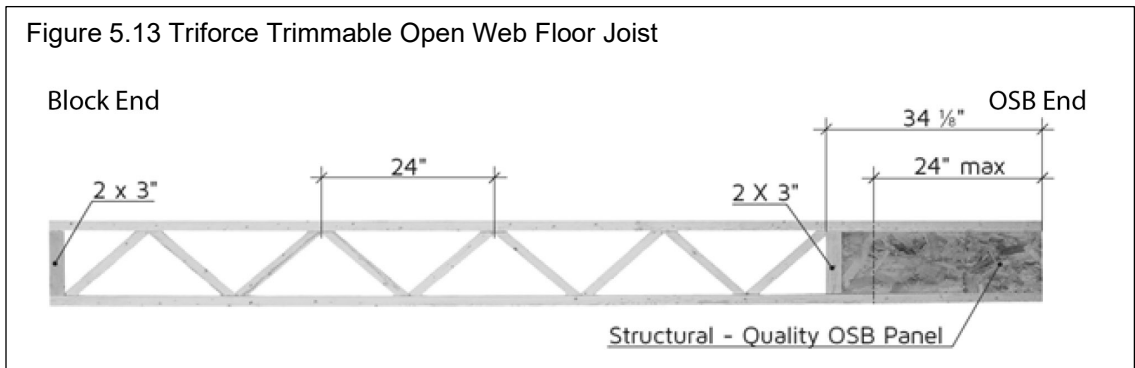 Figure 5.13 Triforce Trimmable Open Web Floor Joist
Block End
OSB End
34 ⅛"
24"
24" max
2 x 3"
2 X 3"
Structural - Quality OSB Panel